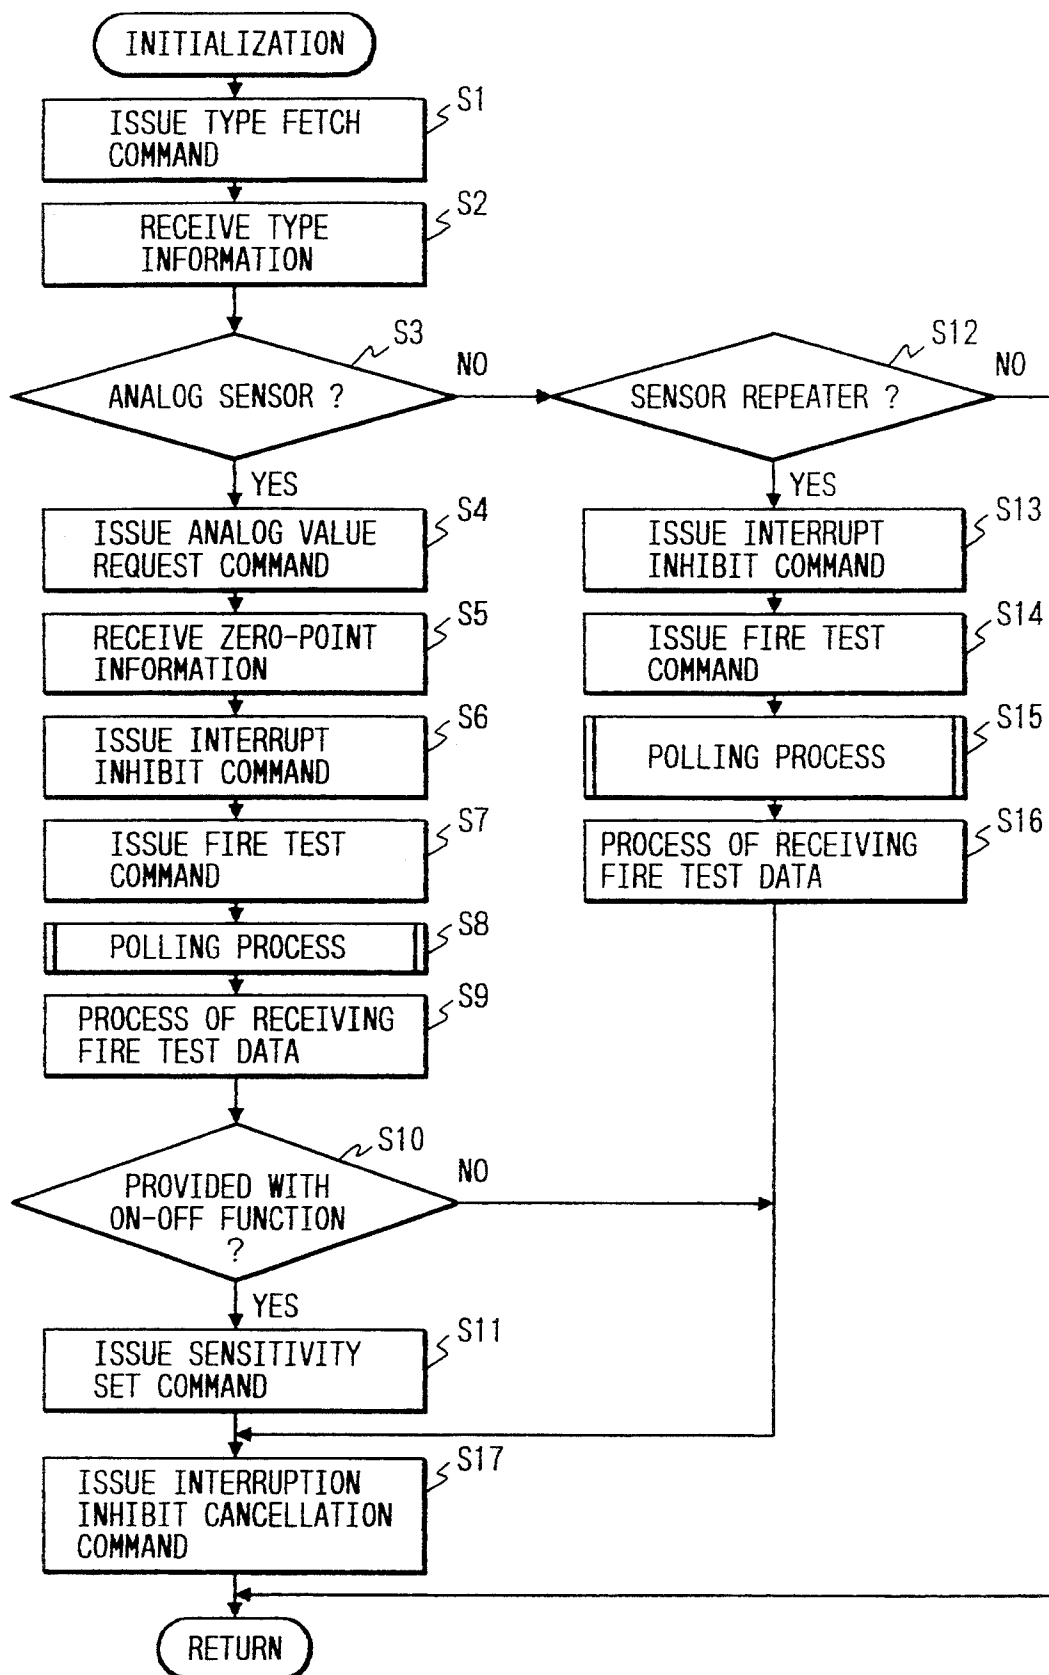 INITIALIZATION
S1
ISSUE TYPE FETCH
COMMAND
S2
RECEIVE TYPE
INFORMATION
S3
ANALOG SENSOR ?
NO
YES
S4
ISSUE ANALOG VALUE
REQUEST COMMAND
S5
RECEIVE ZERO-POINT
INFORMATION
S6
ISSUE INTERRUPT
INHIBIT COMMAND
S7
ISSUE FIRE TEST
COMMAND
S8
POLLING PROCESS
S9
PROCESS OF RECEIVING
FIRE TEST DATA
S10
PROVIDED WITH
ON-OFF FUNCTION
?
NO
YES
S11
ISSUE SENSITIVITY
SET COMMAND
S12
SENSOR REPEATER ?
NO
YES
S13
ISSUE INTERRUPT
INHIBIT COMMAND
S14
ISSUE FIRE TEST
COMMAND
S15
POLLING PROCESS
S16
PROCESS OF RECEIVING
FIRE TEST DATA
S17
ISSUE INTERRUPTION
INHIBIT CANCELLATION
COMMAND
RETURN